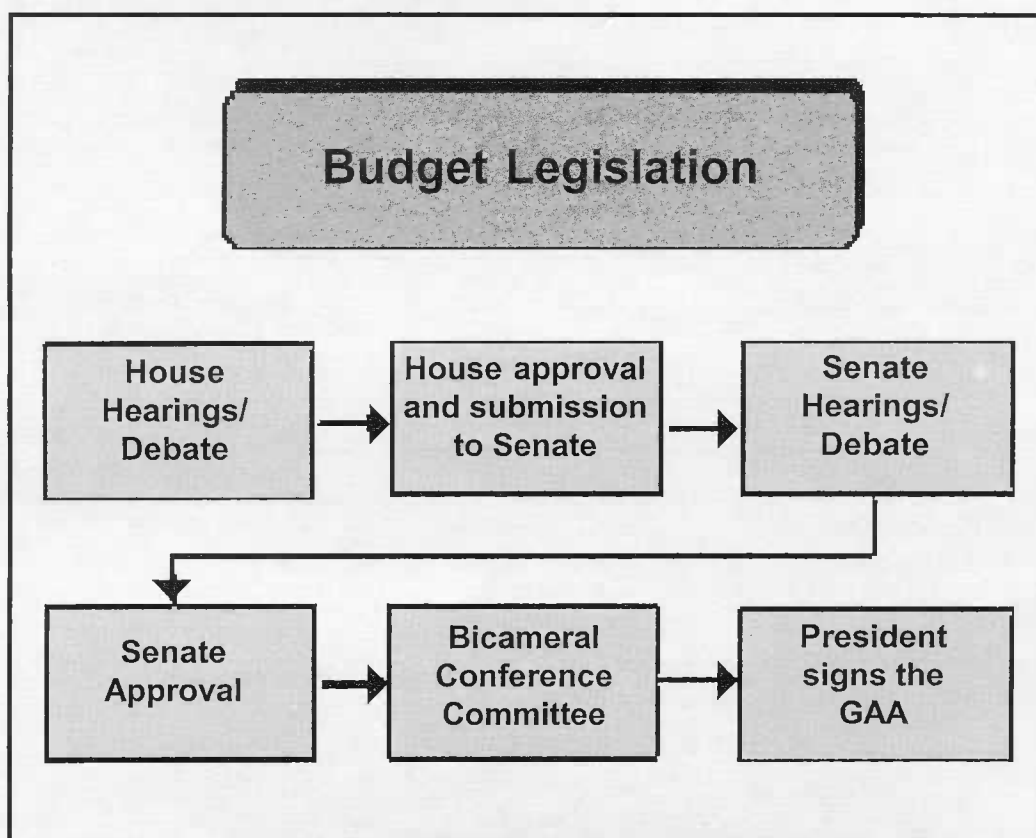 Budget Legislation
House
Hearings/
Debate
House approval
and submission
to Senate
Senate
Hearings/
Debate
Senate
Approval
Bicameral
Conference
Committee
President
signs the
GAA